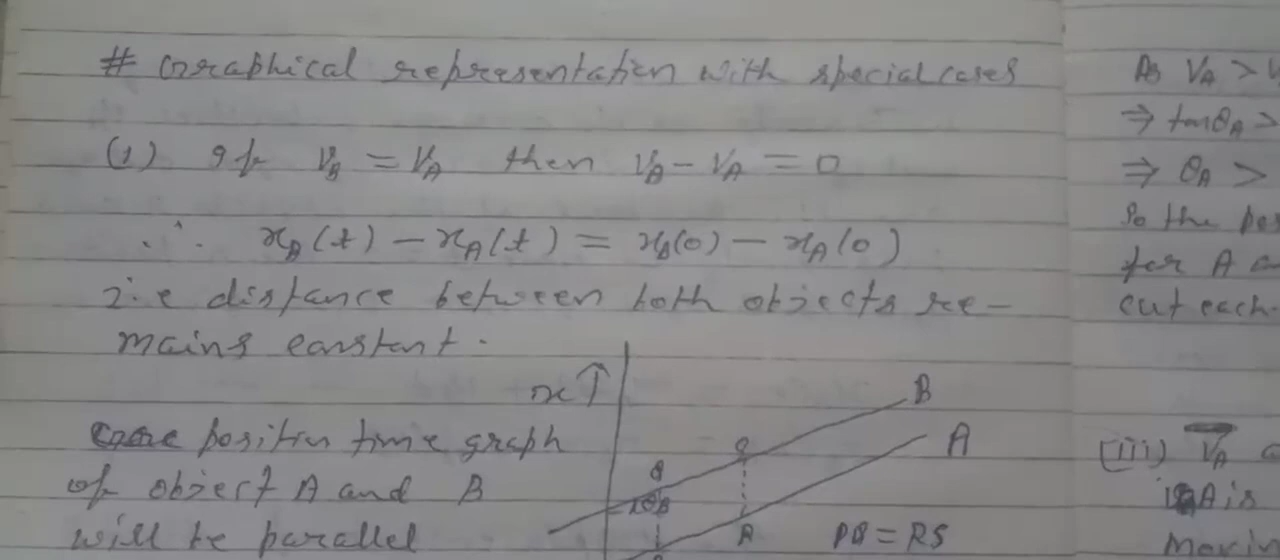 # Graphical representation with special cases
(1) If V_B = V_A then V_B - V_A = 0
∴ x_B(t) - x_A(t) = x_B(0) - x_A(0)
i.e distance between both objects re-
mains constant.
x↑
B
A
position time graph
of object A and B
will be parallel
θ_B
PQ = RS
As V_A >
⇒ tanθ_A >
⇒ θ_A >
So the
for A
cut each
(iii) V_A
A is